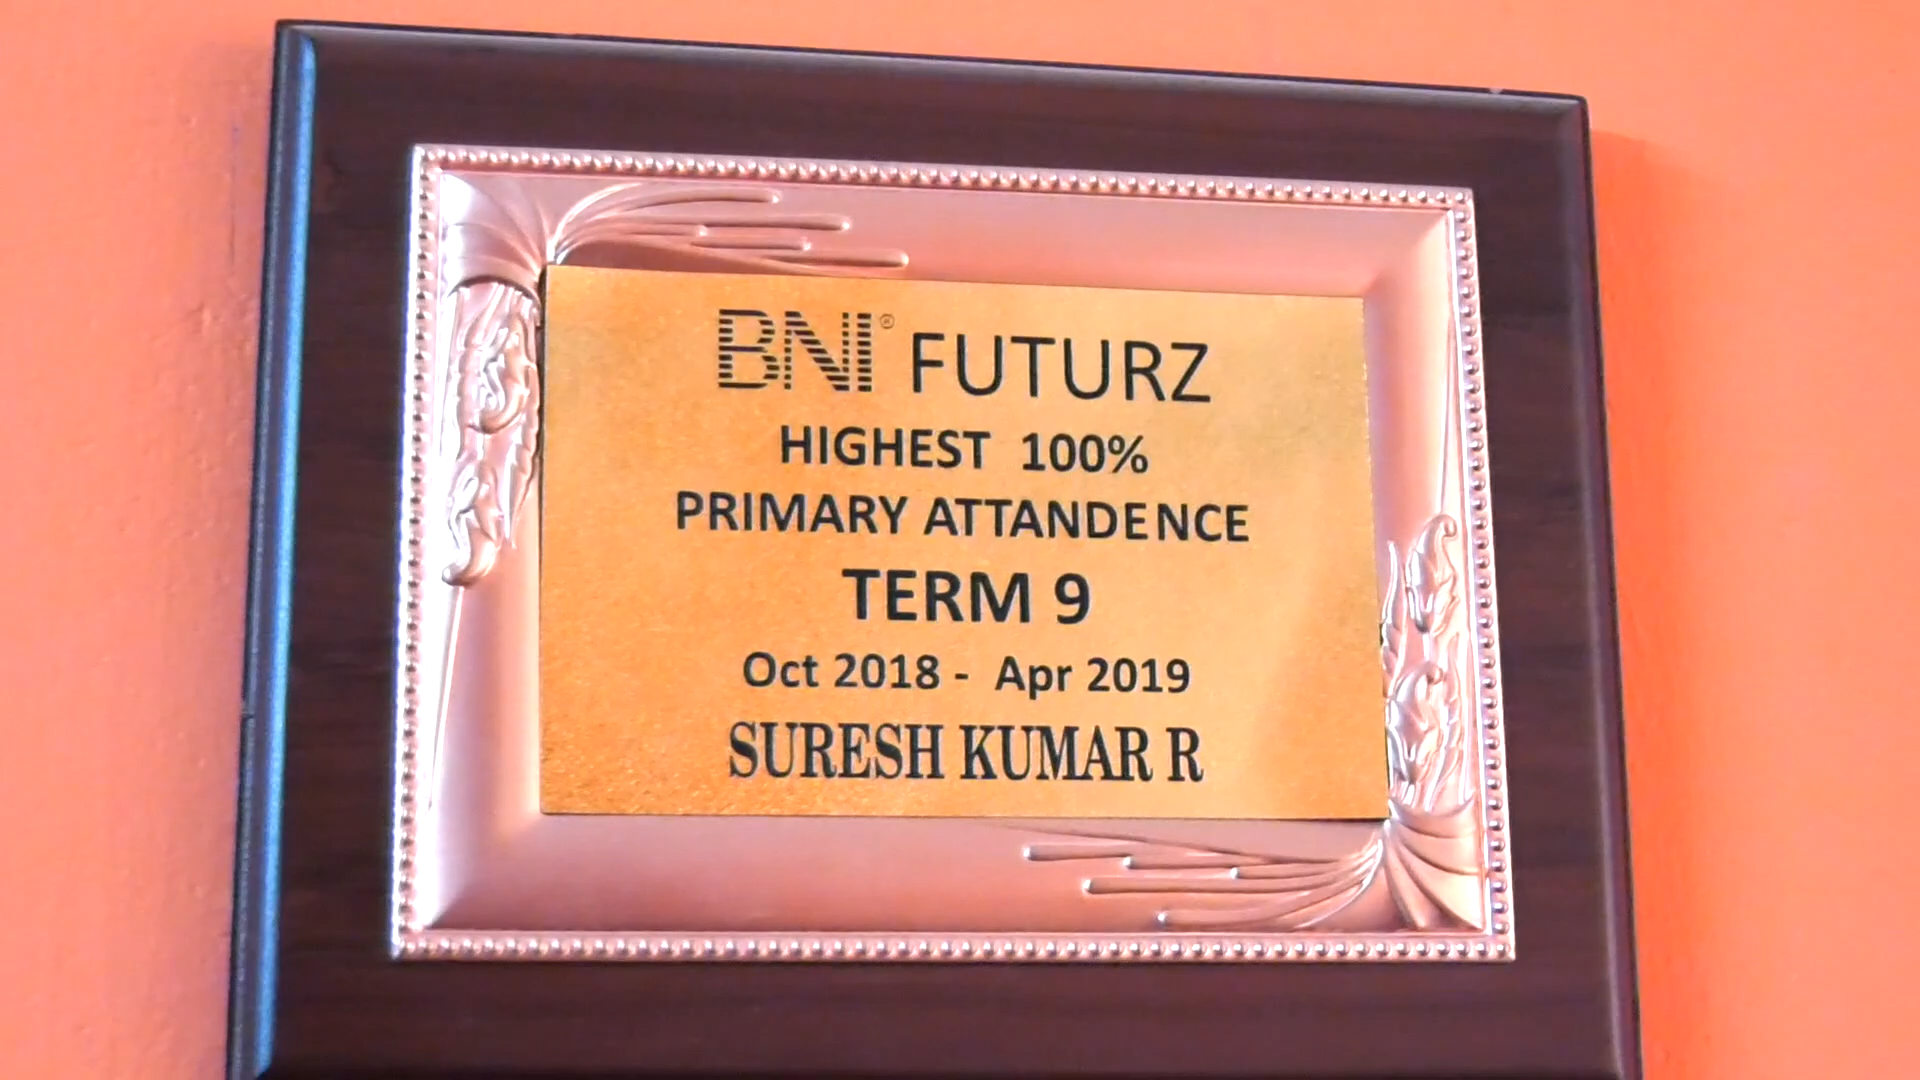 BNI® FUTURZ
HIGHEST 100%
PRIMARY ATTANDENCE
TERM 9
Oct 2018 - Apr 2019
SURESH KUMAR R